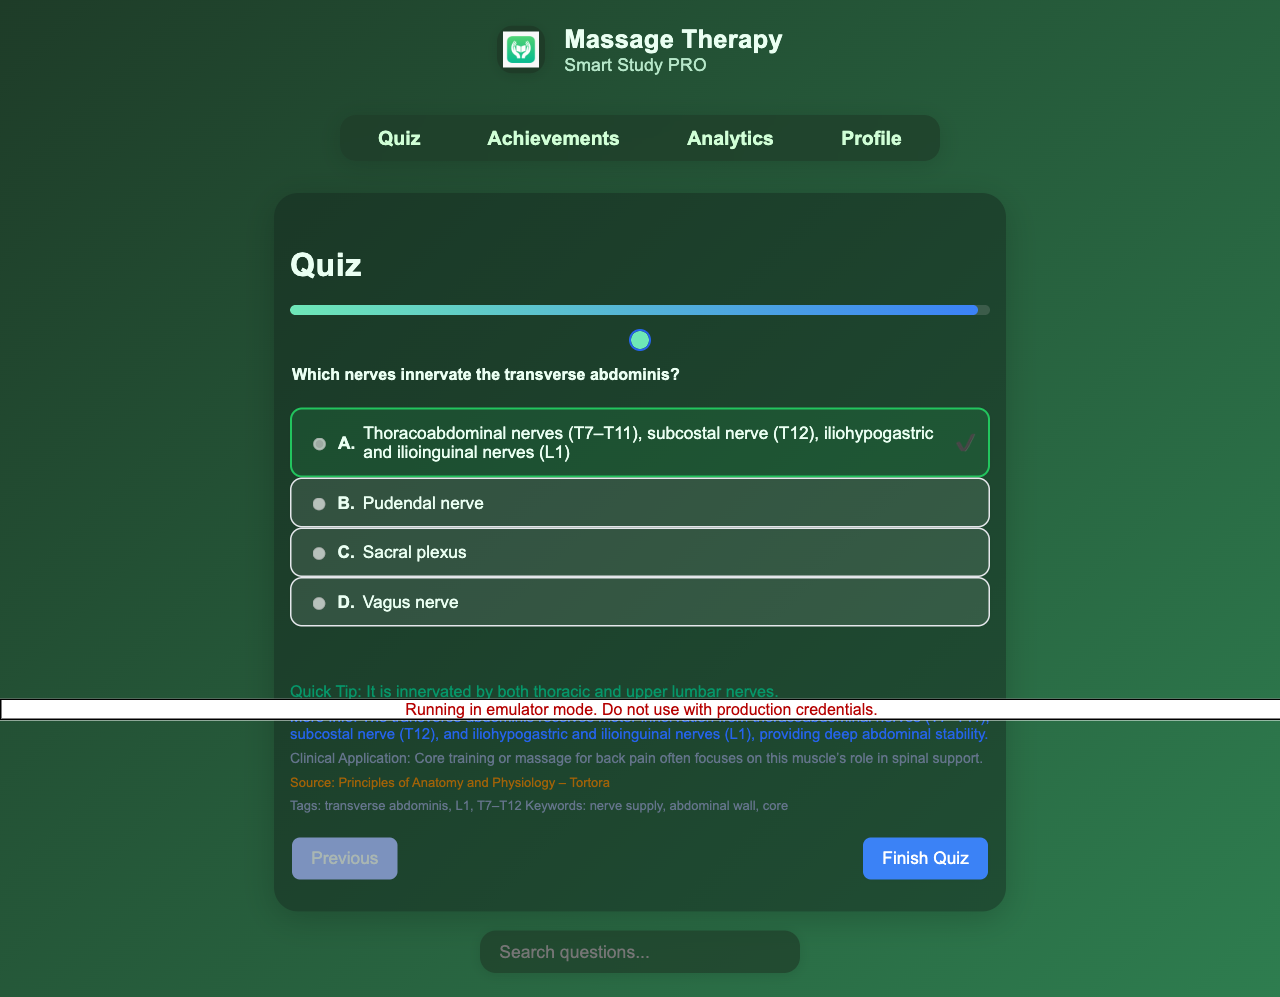 Massage Therapy
Smart Study PRO
Quiz
Achievements
Analytics
Profile
Quiz
Which nerves innervate the transverse abdominis?
A. Thoracoabdominal nerves (T7–T11), subcostal nerve (T12), iliohypogastric
and ilioinguinal nerves (L1)
B. Pudendal nerve
C. Sacral plexus
D. Vagus nerve
Quick Tip: It is innervated by both thoracic and upper lumbar nerves.
Running in emulator mode. Do not use with production credentials.
subcostal nerve (T12), and iliohypogastric and ilioinguinal nerves (L1), providing deep abdominal stability.
Clinical Application: Core training or massage for back pain often focuses on this muscle's role in spinal support.
Source: Principles of Anatomy and Physiology – Tortora
Tags: transverse abdominis, L1, T7–T12 Keywords: nerve supply, abdominal wall, core
Previous
Finish Quiz
Search questions...